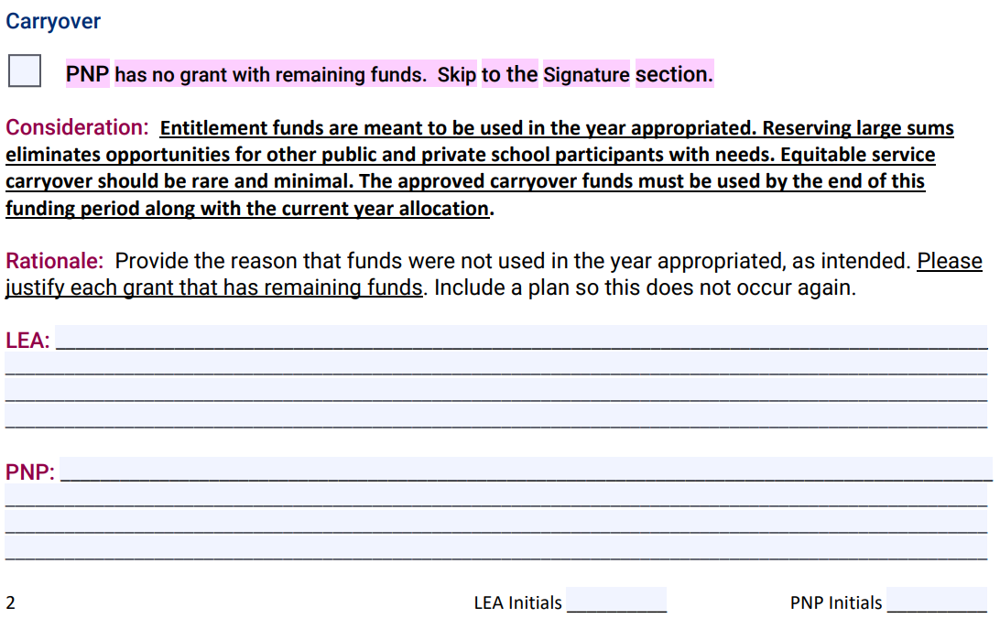 Carryover
PNP has no grant with remaining funds. Skip to the Signature section.
Consideration: Entitlement funds are meant to be used in the year appropriated. Reserving large sums
eliminates opportunities for other public and private school participants with needs. Equitable service
carryover should be rare and minimal. The approved carryover funds must be used by the end of this
funding period along with the current year allocation.
Rationale: Provide the reason that funds were not used in the year appropriated, as intended. Please
justify each grant that has remaining funds. Include a plan so this does not occur again.
LEA:
PNP:
2 LEA Initials PNP Initials